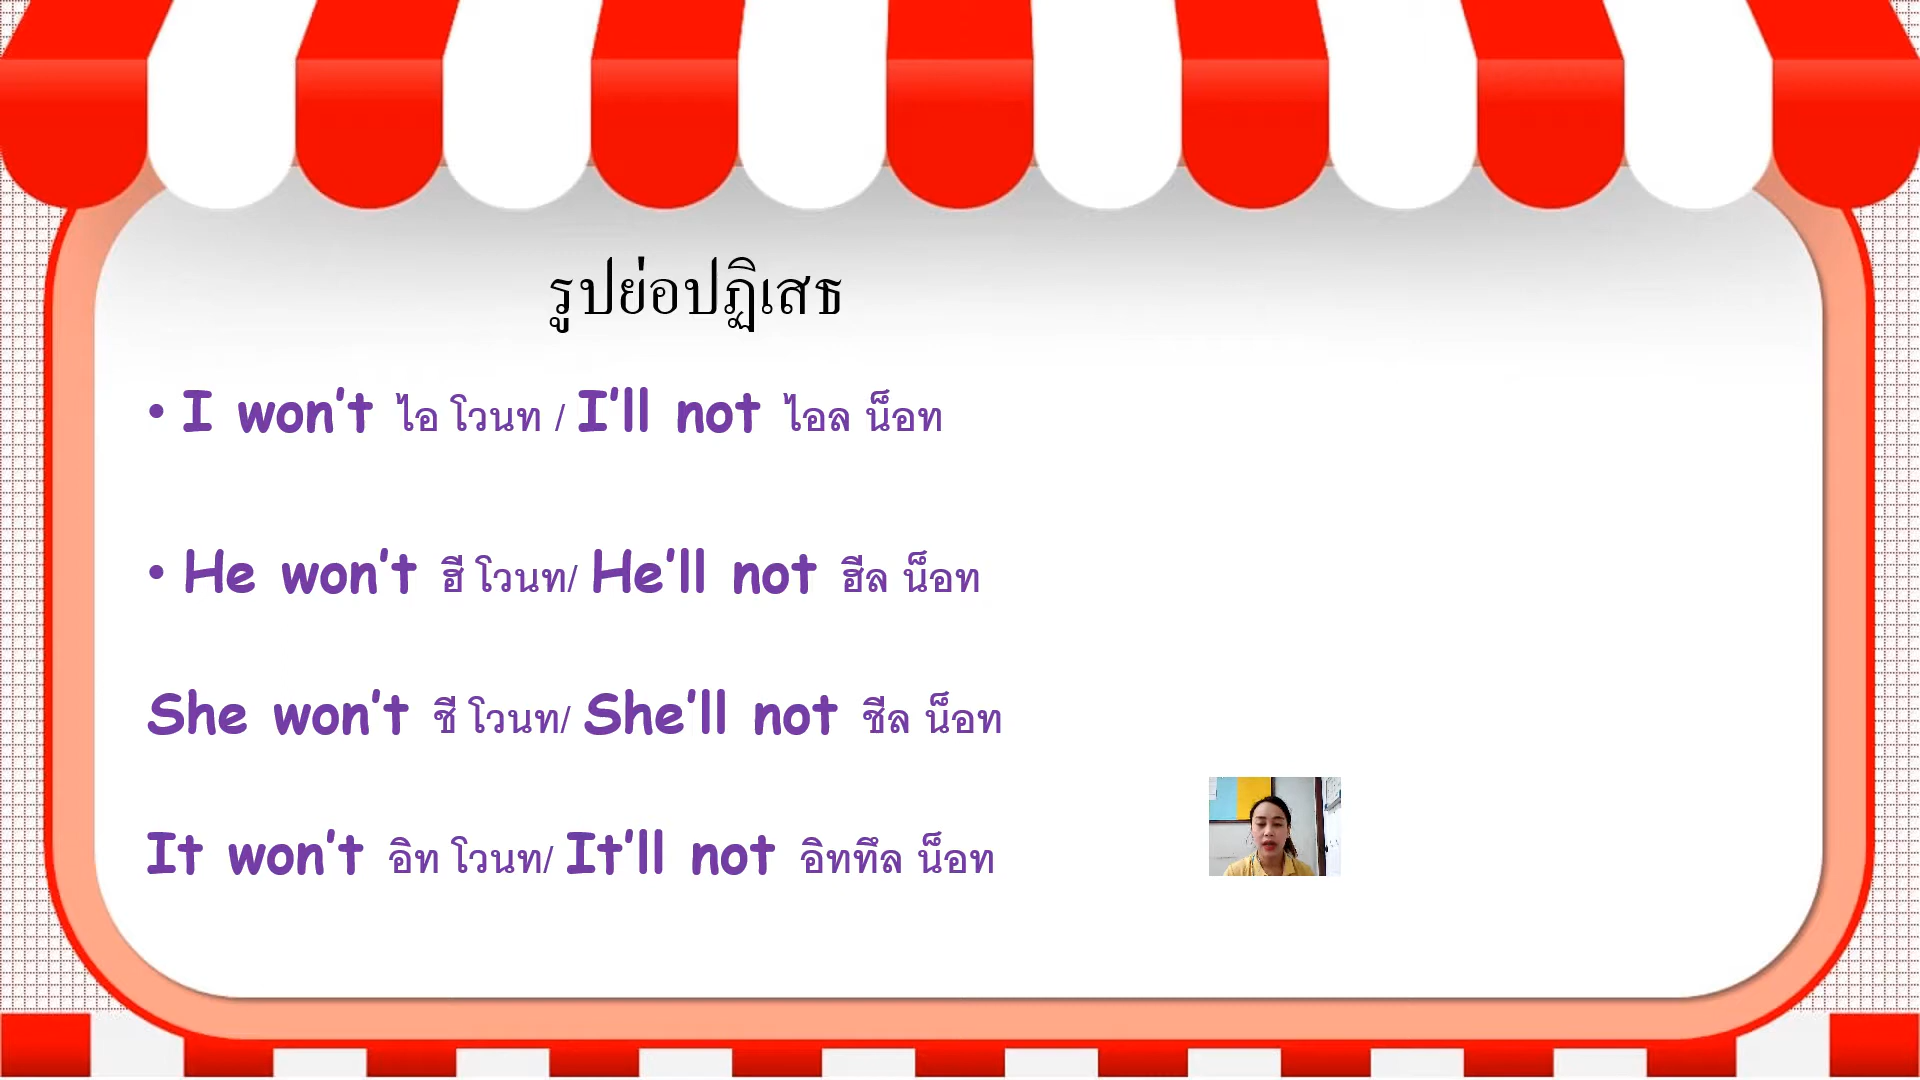 รูปย่อปฏิเสธ
• I won't ไอ โวนท / I'll not ไอล น็อท
• He won't ฮี โวนท/ He'll not ฮีล น็อท
She won't ชี โวนท/ She'll not ชีล น็อท
It won't อิท โวนท/ It'll not อิททึล น็อท